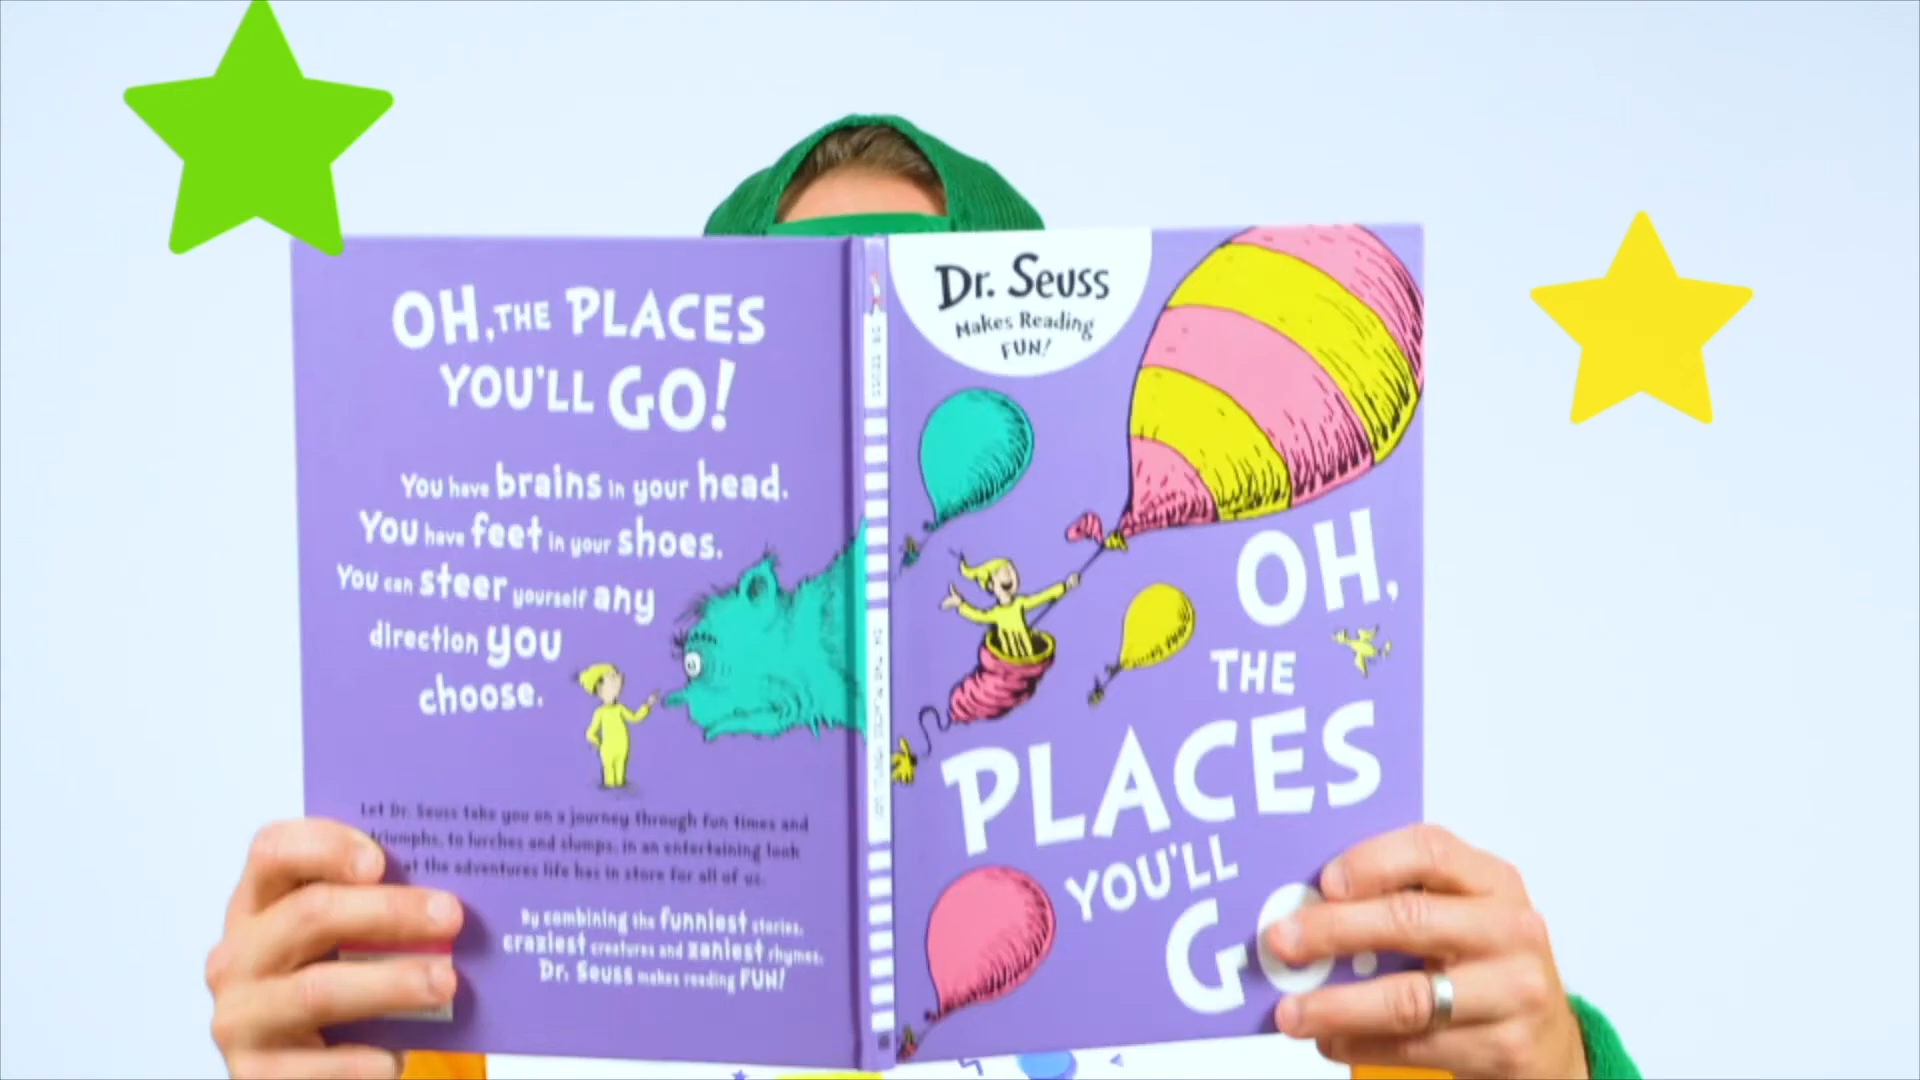 OH, THE PLACES
YOU'LL GO!
You have brains in your head.
You have feet in your shoes.
You can steer yourself any
direction you
choose.
Let Dr. Seuss take you on a journey through fun times and
triumphs, to lurches and slumps, in an entertaining look
at the adventures life has in store for all of us.
By combining the funniest stories,
craziest creatures and zaniest rhymes,
Dr. Seuss makes reading FUN!
Dr. Seuss
Makes Reading
FUN!
OH,
THE
PLACES
YOU'LL
GO!